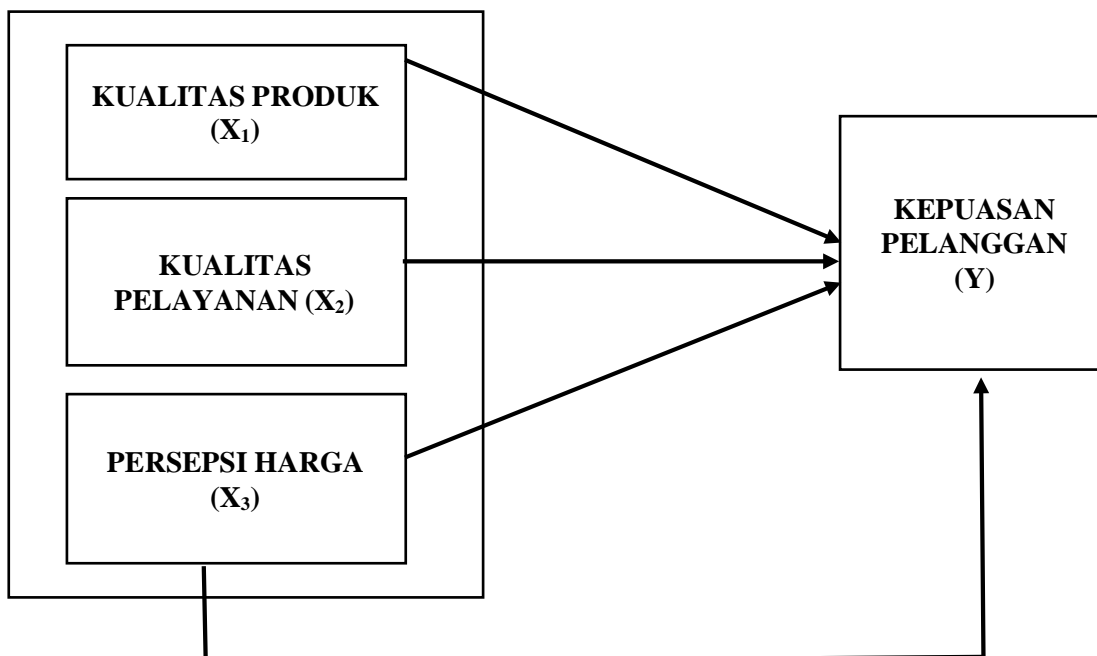 KUALITAS PRODUK
(X₁)
KUALITAS
PELAYANAN (X₂)
PERSEPSI HARGA
(X₃)
KEPUASAN
PELANGGAN
(Y)